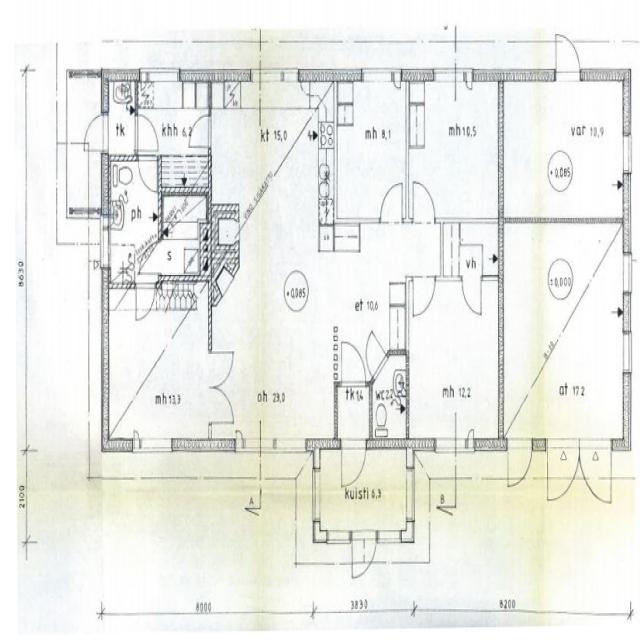 tk
khh 6,2
kt 15,0
mh 8,1
mh 10,5
var 10,9
+0,085
ph
s
vh
+0,085
±0,000
et 10,6
8630
mh 13,3
oh 23,0
tk 1,4
wc 2,2
mh 12,2
at 17,2
kuisti 6,3
A
B
2100
8000
3830
8200